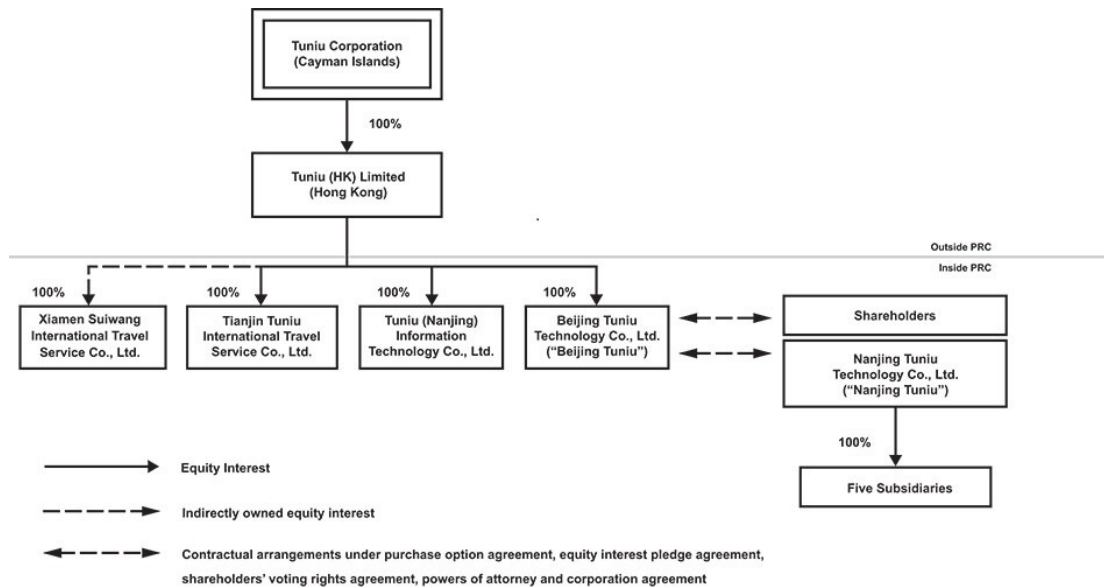 Tuniu Corporation
(Cayman Islands)
100%
Tuniu (HK) Limited
(Hong Kong)
Outside PRC
Inside PRC
100%
100%
100%
100%
Xiamen Suiwang
International Travel
Service Co., Ltd.
Tianjin Tuniu
International Travel
Service Co., Ltd.
Tuniu (Nanjing)
Information
Technology Co., Ltd.
Beijing Tuniu
Technology Co., Ltd.
(“Beijing Tuniu”)
Shareholders
Nanjing Tuniu
Technology Co., Ltd.
(“Nanjing Tuniu”)
100%
Five Subsidiaries
Equity Interest
Indirectly owned equity interest
Contractual arrangements under purchase option agreement, equity interest pledge agreement,
shareholders’ voting rights agreement, powers of attorney and corporation agreement